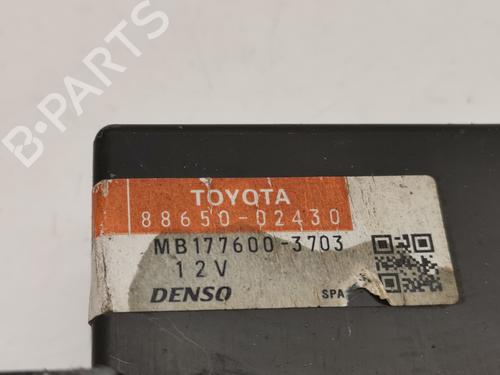 B-PARTS
TOYOTA
88650-02430
MB177600-3703
12V
DENSO
SPA